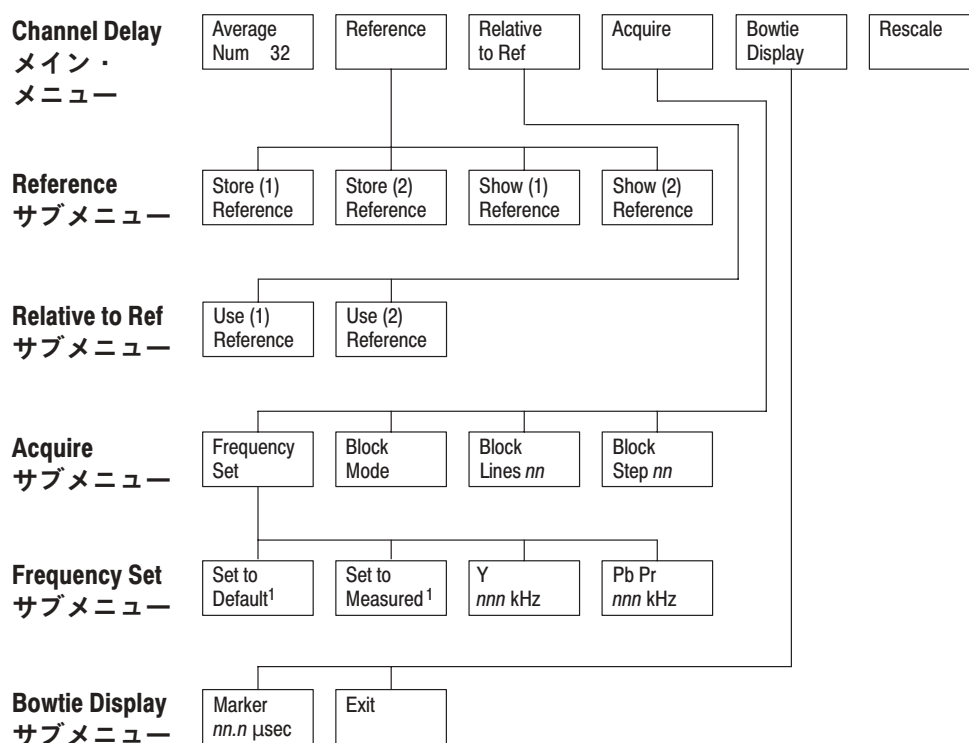 Channel Delay
メイン・
メニュー
Average
Num 32
Reference
Relative
to Ref
Acquire
Bowtie
Display
Rescale
Reference
サブメニュー
Store (1)
Reference
Store (2)
Reference
Show (1)
Reference
Show (2)
Reference
Relative to Ref
サブメニュー
Use (1)
Reference
Use (2)
Reference
Acquire
サブメニュー
Frequency
Set
Block
Mode
Block
Lines nn
Block
Step nn
Frequency Set
サブメニュー
Set to
Default1
Set to
Measured1
Y
nnn kHz
Pb Pr
nnn kHz
Bowtie Display
サブメニュー
Marker
nn.n μsec
Exit